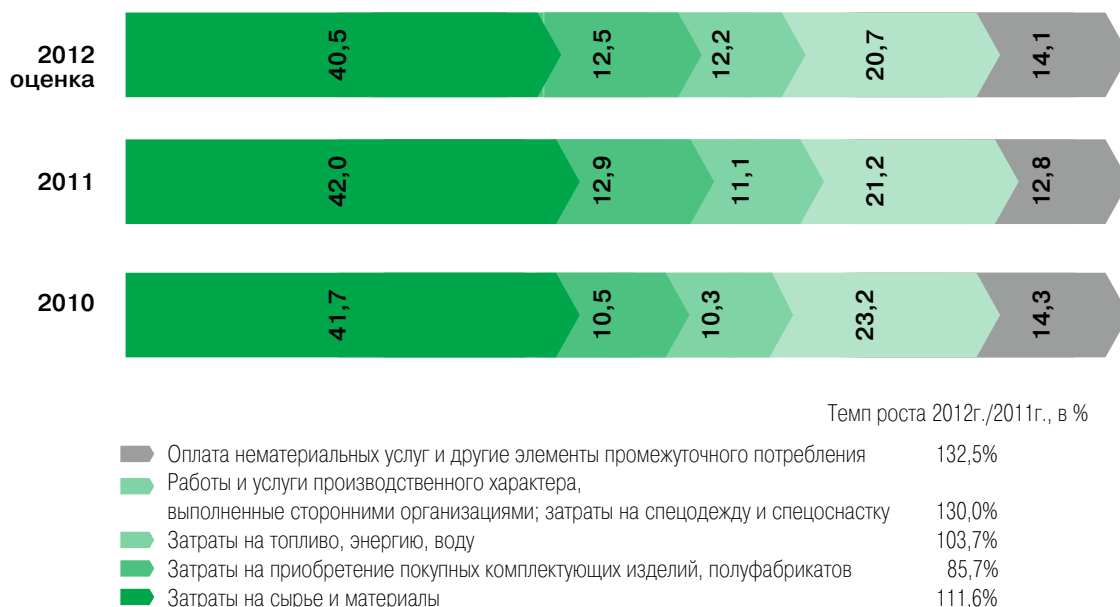 2012
оценка
40,5
12,5
12,2
20,7
14,1
2011
42,0
12,9
11,1
21,2
12,8
2010
41,7
10,5
10,3
23,2
14,3
Темп роста 2012г./2011г., в %
Оплата нематериальных услуг и другие элементы промежуточного потребления 132,5%
Работы и услуги производственного характера,
выполненные сторонними организациями; затраты на спецодежду и спецоснастку 130,0%
Затраты на топливо, энергию, воду 103,7%
Затраты на приобретение покупных комплектующих изделий, полуфабрикатов 85,7%
Затраты на сырье и материалы 111,6%